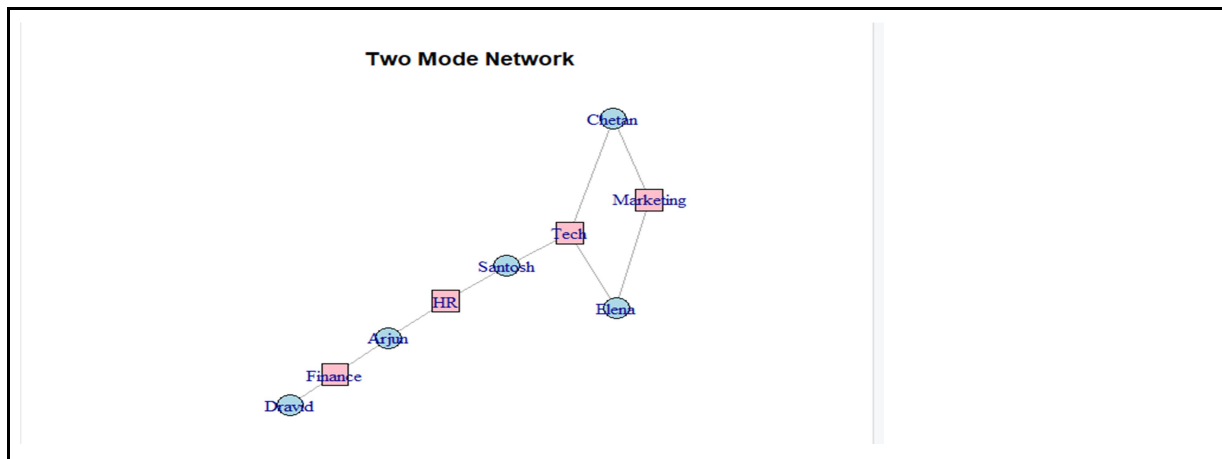 Two Mode Network
Chetan
Marketing
Tech
Santosh
HR
Elena
Arjun
Finance
Dravid